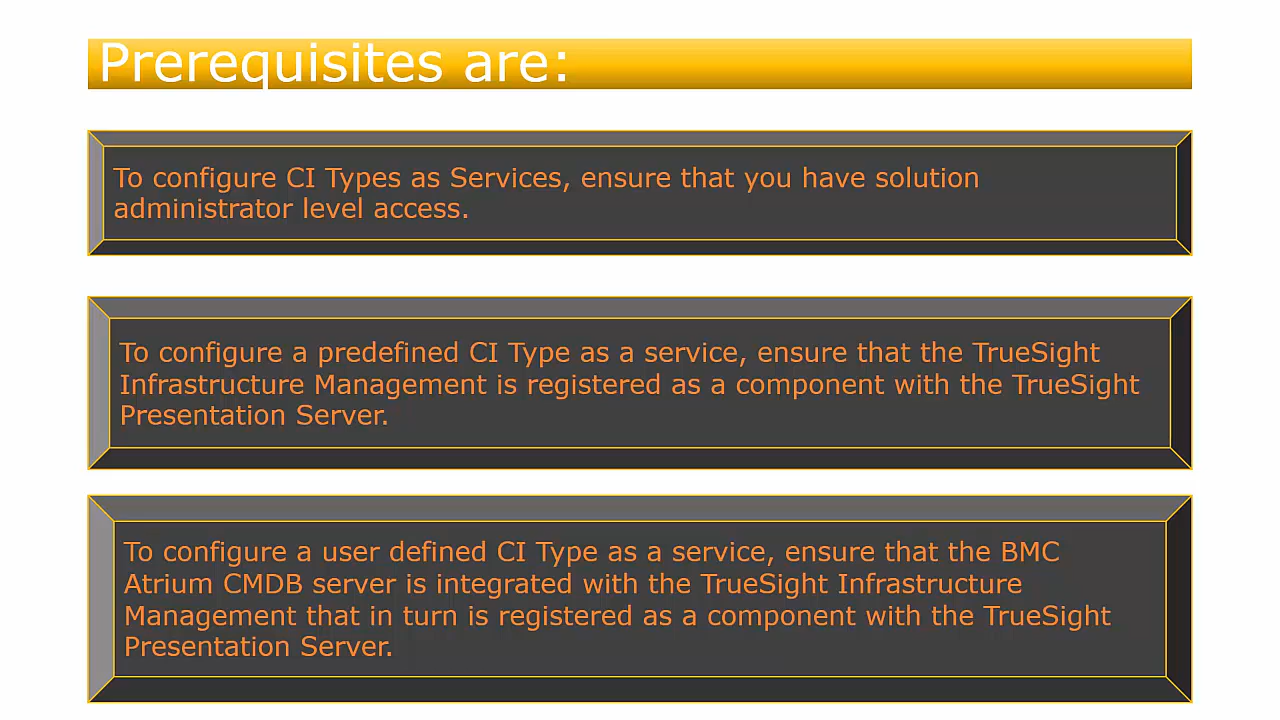 Prerequisites are:
To configure CI Types as Services, ensure that you have solution
administrator level access.
To configure a predefined CI Type as a service, ensure that the TrueSight
Infrastructure Management is registered as a component with the TrueSight
Presentation Server.
To configure a user defined CI Type as a service, ensure that the BMC
Atrium CMDB server is integrated with the TrueSight Infrastructure
Management that in turn is registered as a component with the TrueSight
Presentation Server.